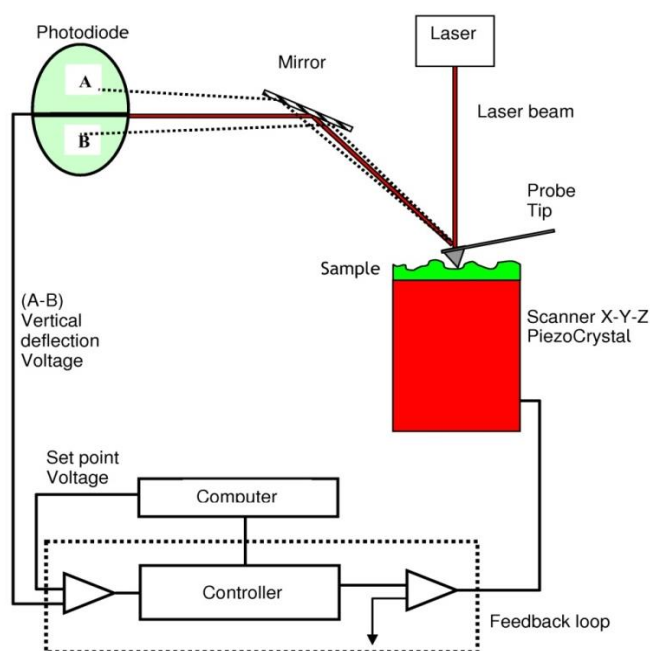 Photodiode
A
B
Mirror
Laser
Laser beam
Probe
Tip
Sample
(A-B)
Vertical
deflection
Voltage
Scanner X-Y-Z
PiezoCrystal
Set point
Voltage
Computer
Controller
Feedback loop